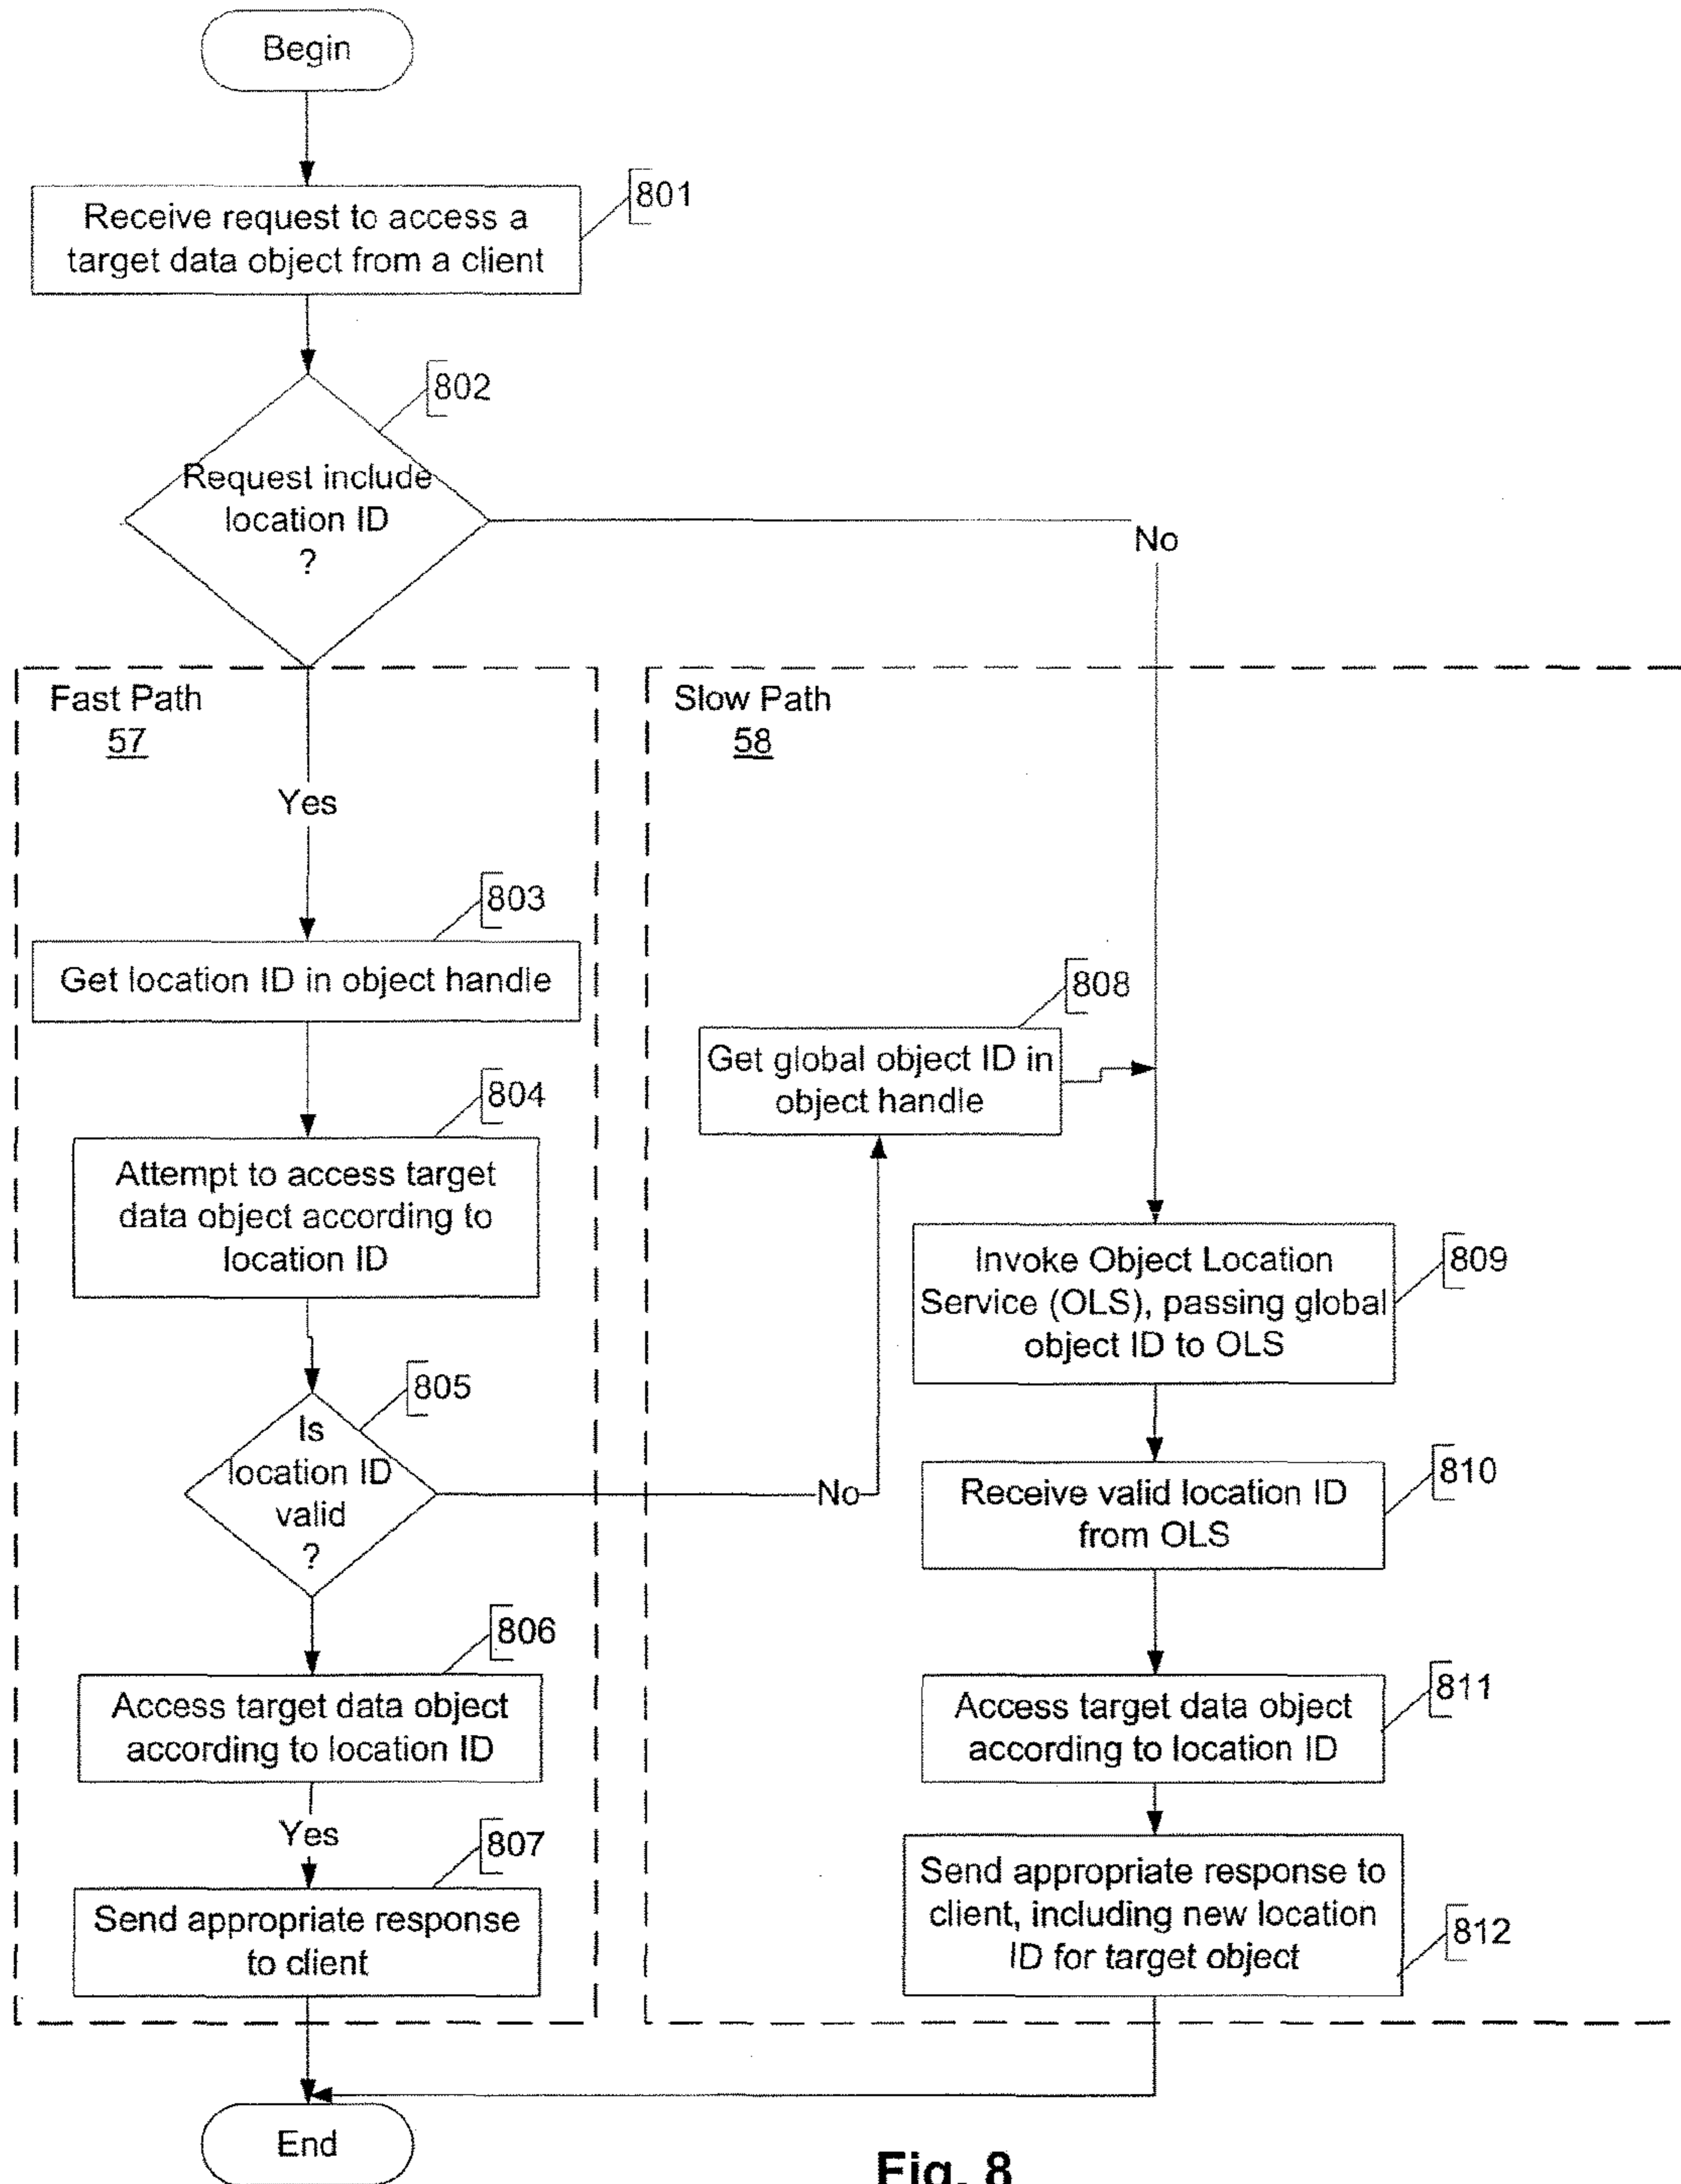 Begin
Receive request to access a
target data object from a client
801
802
Request include
location ID
?
No
Fast Path
57
Yes
Slow Path
58
803
Get location ID in object handle
808
Get global object ID in
object handle
804
Attempt to access target
data object according to
location ID
809
Invoke Object Location
Service (OLS), passing global
object ID to OLS
805
Is
location ID
valid
?
No
810
Receive valid location ID
from OLS
806
Access target data object
according to location ID
811
Access target data object
according to location ID
Yes
807
Send appropriate response
to client
Send appropriate response to
client, including new location
ID for target object
812
End
Fig. 8